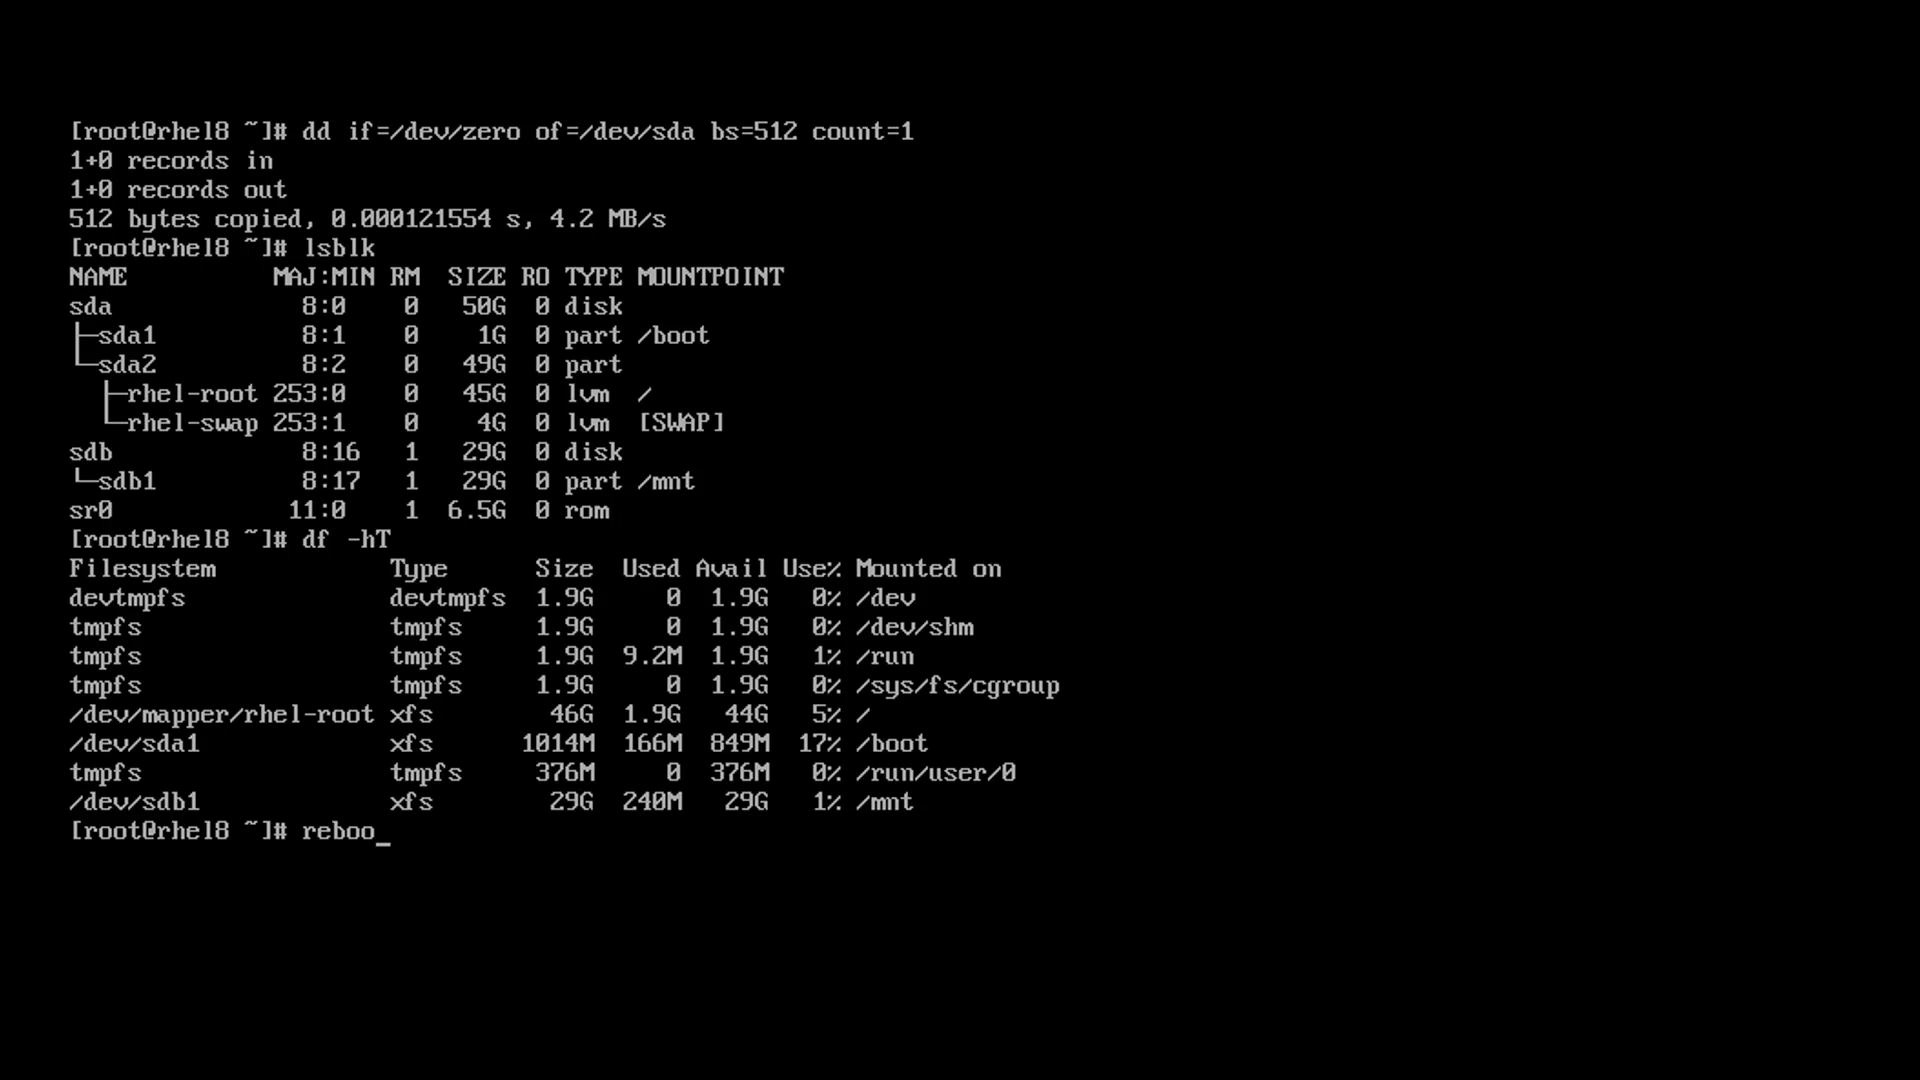 [root@rhel8 ~]# dd if=/dev/zero of=/dev/sda bs=512 count=1
1+0 records in
1+0 records out
512 bytes copied, 0.000121554 s, 4.2 MB/s
[root@rhel8 ~]# lsblk
NAME          MAJ:MIN RM  SIZE RO TYPE MOUNTPOINT
sda             8:0    0   50G  0 disk
├─sda1          8:1    0    1G  0 part /boot
└─sda2          8:2    0   49G  0 part
  ├─rhel-root 253:0    0   45G  0 lvm  /
  └─rhel-swap 253:1    0    4G  0 lvm  [SWAP]
sdb             8:16   1   29G  0 disk
└─sdb1          8:17   1   29G  0 part /mnt
sr0            11:0    1  6.5G  0 rom
[root@rhel8 ~]# df -hT
Filesystem            Type      Size  Used Avail Use% Mounted on
devtmpfs              devtmpfs  1.9G     0  1.9G   0% /dev
tmpfs                 tmpfs     1.9G     0  1.9G   0% /dev/shm
tmpfs                 tmpfs     1.9G  9.2M  1.9G   1% /run
tmpfs                 tmpfs     1.9G     0  1.9G   0% /sys/fs/cgroup
/dev/mapper/rhel-root xfs        46G  1.9G   44G   5% /
/dev/sda1             xfs      1014M  166M  849M  17% /boot
tmpfs                 tmpfs     376M     0  376M   0% /run/user/0
/dev/sdb1             xfs        29G  240M   29G   1% /mnt
[root@rhel8 ~]# reboo_